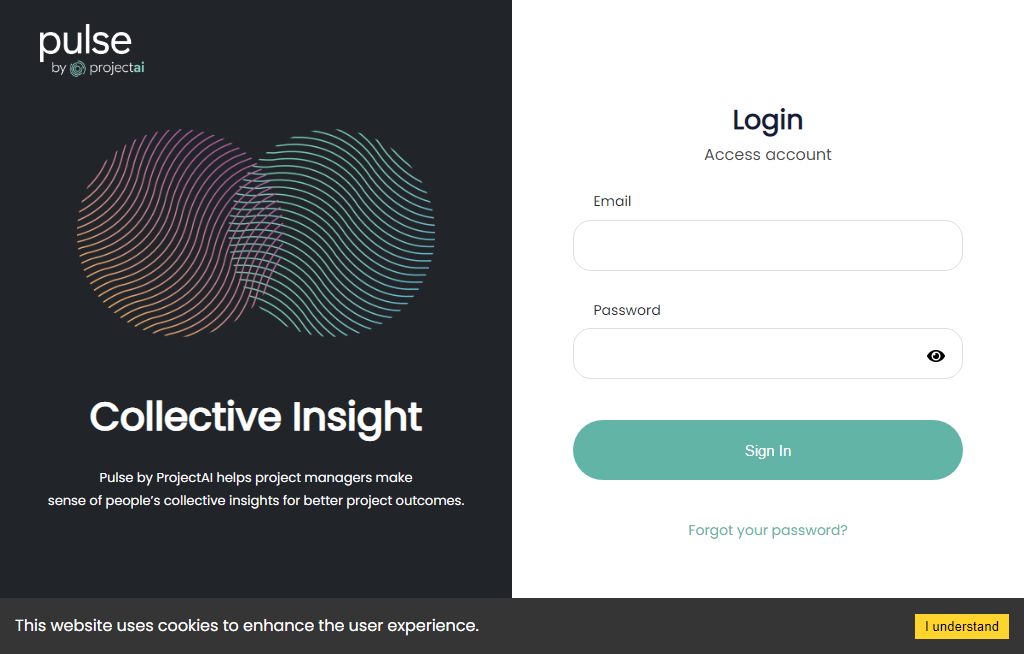 pulse
by projectai
Collective Insight
Pulse by ProjectAI helps project managers make
sense of people’s collective insights for better project outcomes.
Login
Access account
Email
Password
Sign In
Forgot your password?
This website uses cookies to enhance the user experience.
I understand